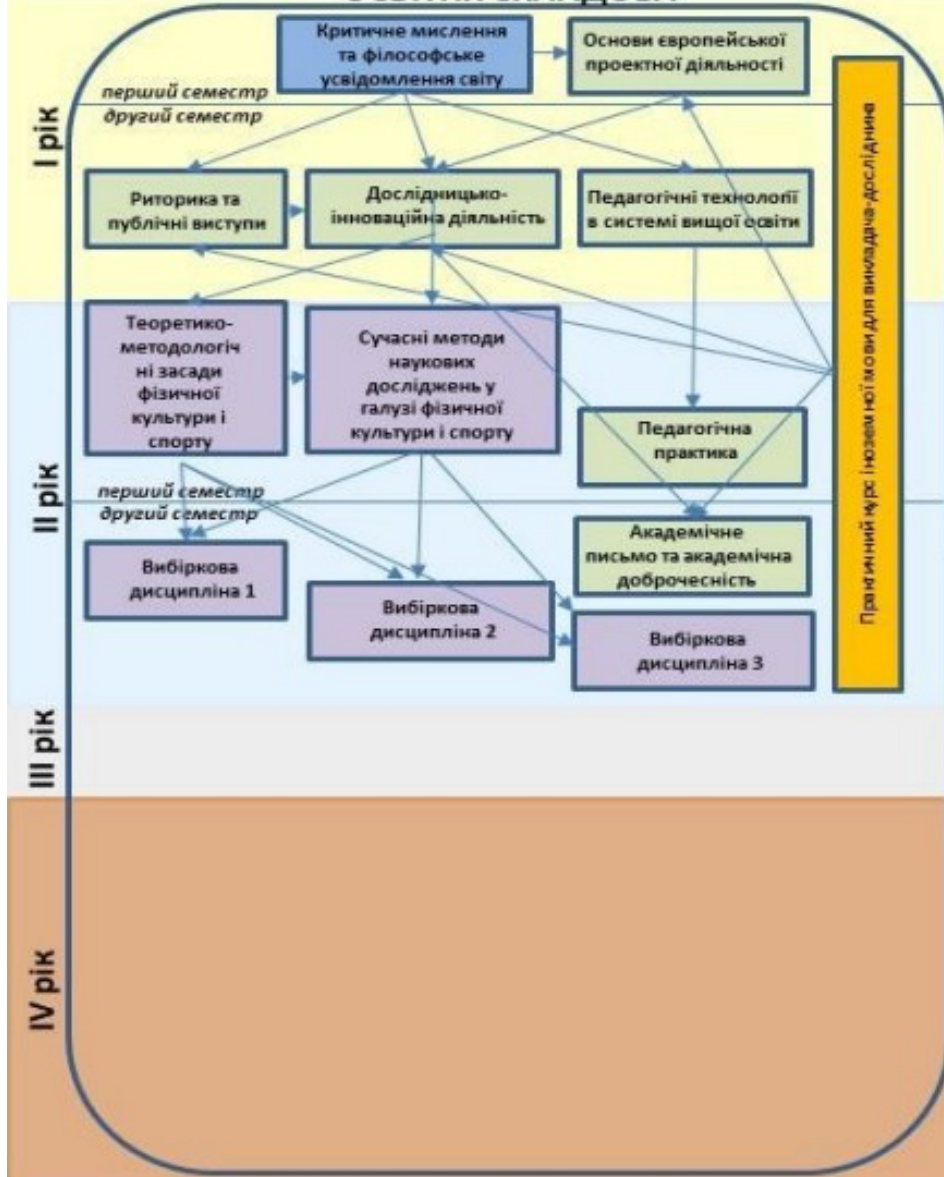 Критичне мислення
та філософське
усвідомлення світу
Основи європейської
проектної діяльності
перший семестр
другий семестр
І рік
Риторика та
публічні виступи
Дослідницько-
інноваційна діяльність
Педагогічні технології
в системі вищої освіти
Теоретико-
методологіч
ні засади
фізичної
культури і
спорту
Сучасні методи
наукових
досліджень у
галузі фізичної
культури і спорту
Педагогічна
практика
перший семестр
другий семестр
ІІ рік
Академічне
письмо та академічна
доброчесність
Вибіркова
дисципліна 1
Вибіркова
дисципліна 2
Вибіркова
дисципліна 3
Практичний курс іноземної мови для викладача-дослідника
ІІІ рік
IV рік